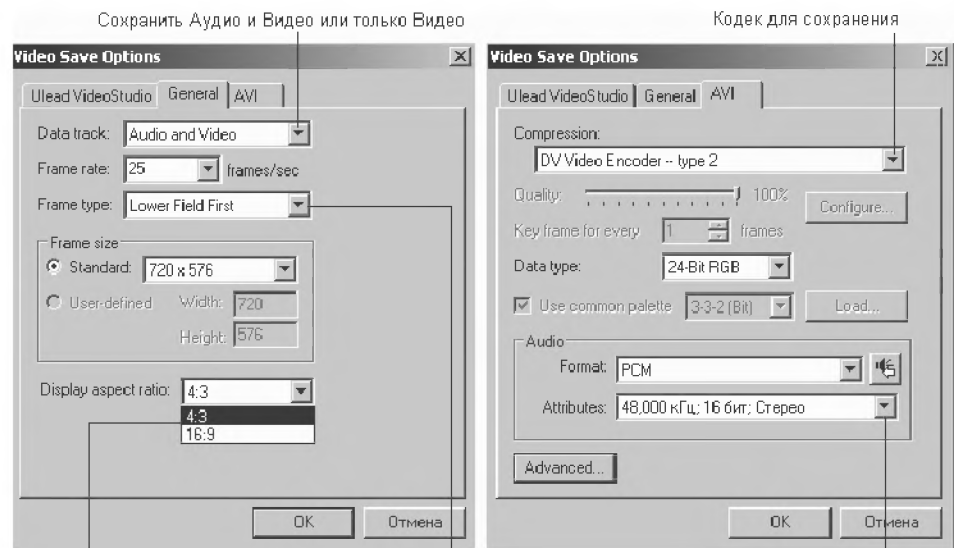 Сохранить Аудио и Видео или только Видео
Video Save Options
Ulead VideoStudio General AVI
Data track: Audio and Video
Frame rate: 25 frames/sec
Frame type: Lower Field First
Frame size
Standard: 720 x 576
User-defined Width: 720
Height: 576
Display aspect ratio: 4:3
4:3
16:9
OK Отмена
Кодек для сохранения
Video Save Options
Ulead VideoStudio General AVI
Compression:
DV Video Encoder -- type 2
Quality: 100% Configure...
Key frame for every 1 frames
Data type: 24-Bit RGB
Use common palette 3-3-2 (Bit) Load...
Audio
Format: PCM
Attributes: 48,000 кГц; 16 бит; Стерео
Advanced...
OK Отмена